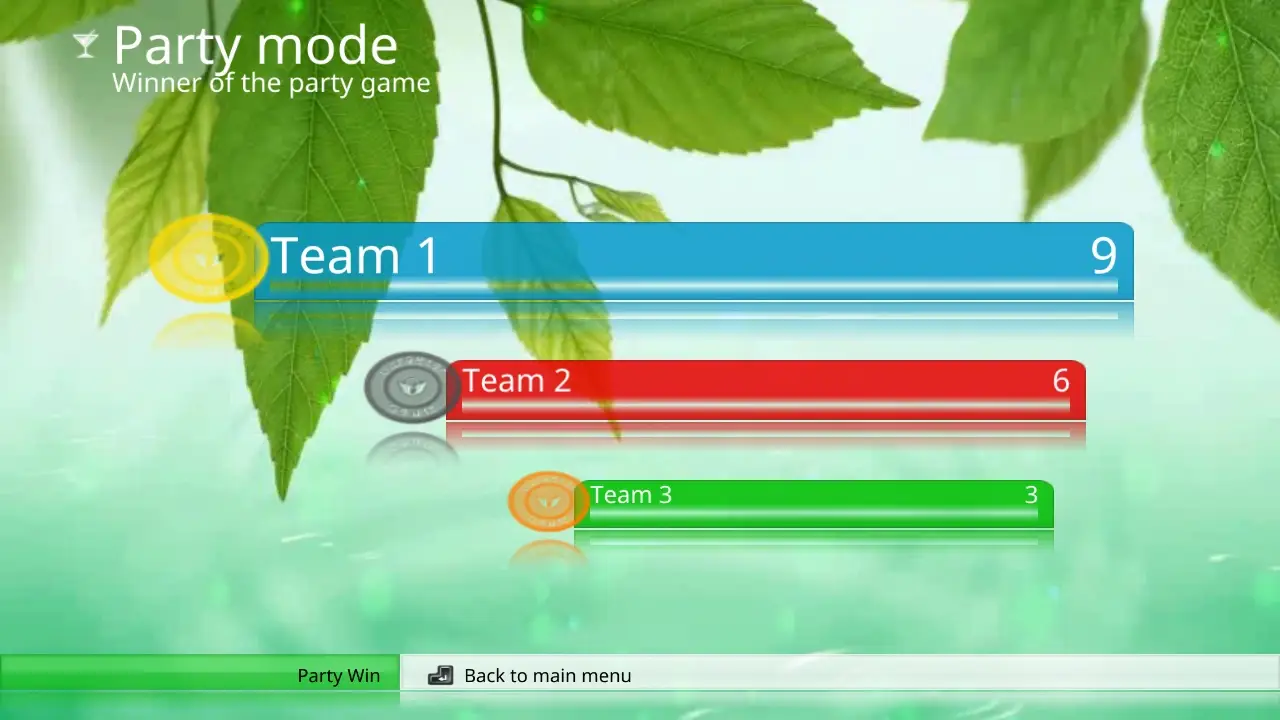 Party mode
Winner of the party game
Team 1 9
Team 2 6
Team 3 3
Party Win
Back to main menu